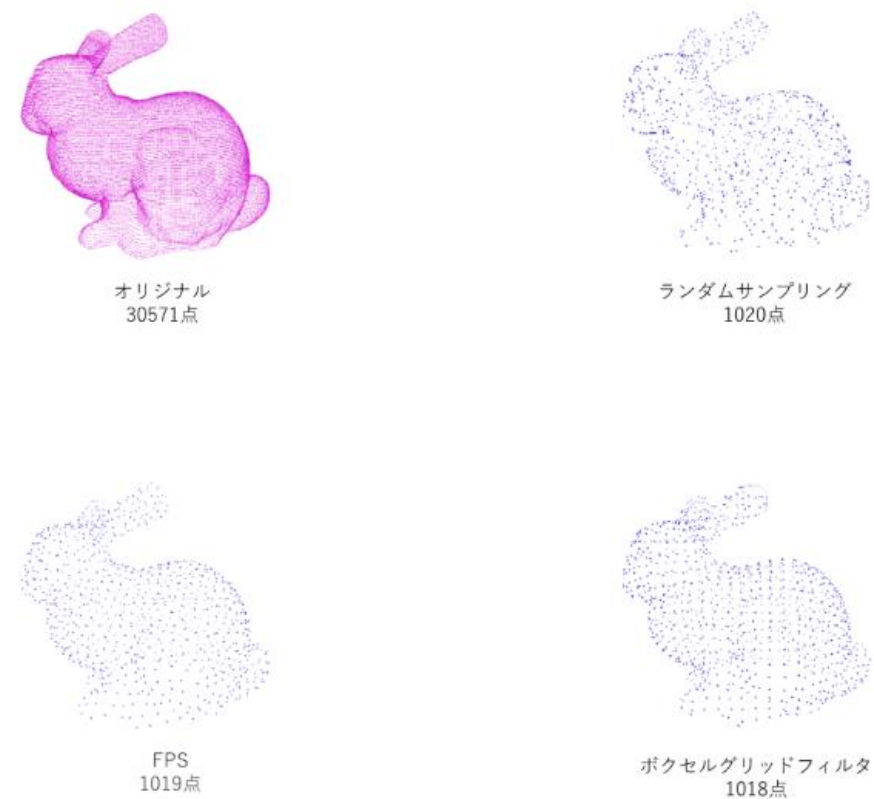 オリジナル
30571点
ランダムサンプリング
1020点
FPS
1019点
ボクセルグリッドフィルタ
1018点